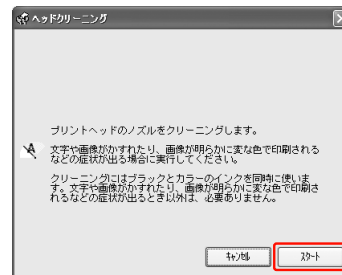 ヘッドクリーニング
プリントヘッドのノズルをクリーニングします。
文字や画像がかすれたり、画像が明らかに変な色で印刷される
などの症状が出る場合に実行してください。
クリーニングにはブラックとカラーのインクを同時に使いま
す。文字や画像がかすれたり、画像が明らかに変な色で印刷さ
れるなどの症状が出るとき以外は、必要ありません。
キャンセル
スタート